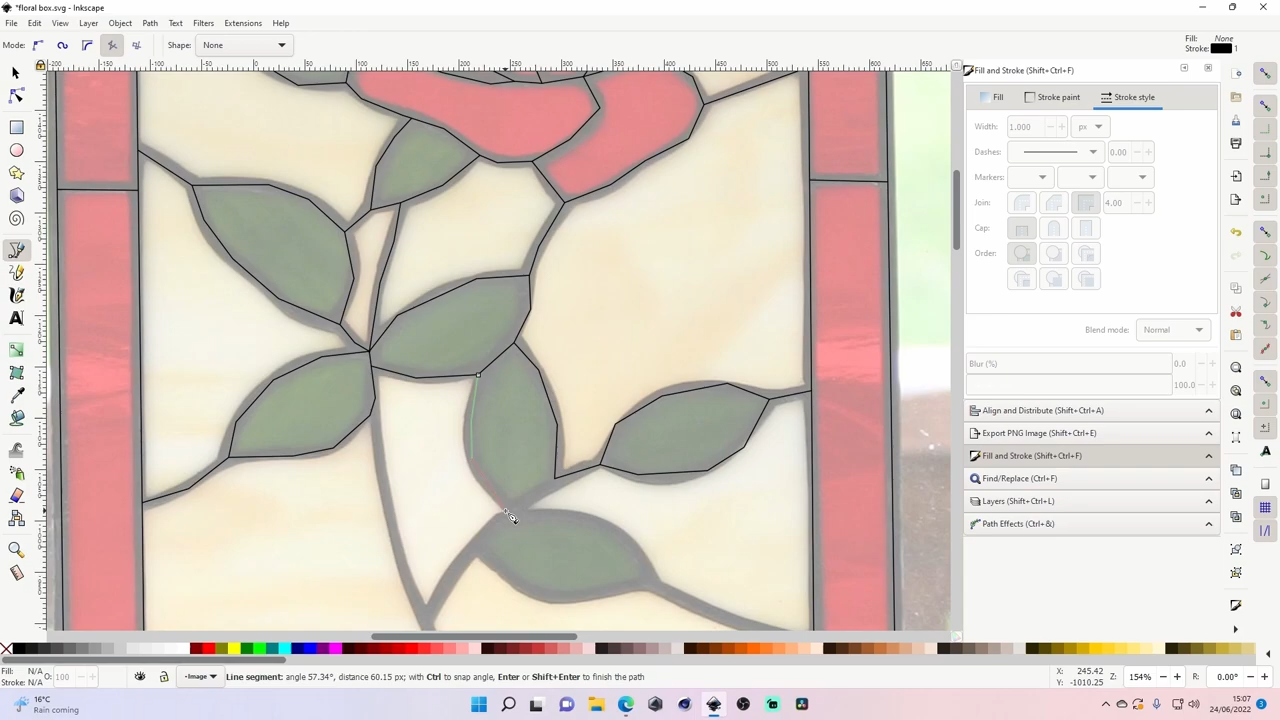 *floral box.svg - Inkscape
File Edit View Layer Object Path Text Filters Extensions Help
Mode: Shape: None Fill: None
Stroke: 1
Fill and Stroke (Shift+Ctrl+F)
Fill Stroke paint Stroke style
Width: 1.000 px
Dashes: 0.00
Markers:
Join: 4.00
Cap:
Order:
Blend mode: Normal
Blur (%) 0.0
100.0
Align and Distribute (Shift+Ctrl+A)
Export PNG Image (Shift+Ctrl+E)
Fill and Stroke (Shift+Ctrl+F)
Find/Replace (Ctrl+F)
Layers (Shift+Ctrl+L)
Path Effects (Ctrl+&)
Fill: N/A
Stroke: N/A
O: 100
-Image
Line segment: angle 57.34°, distance 60.15 px; with Ctrl to snap angle, Enter or Shift+Enter to finish the path
X: 245.42
Y: -1010.25
Z: 154%
R: 0.00°
16°C
Rain coming
15:07
24/06/2022